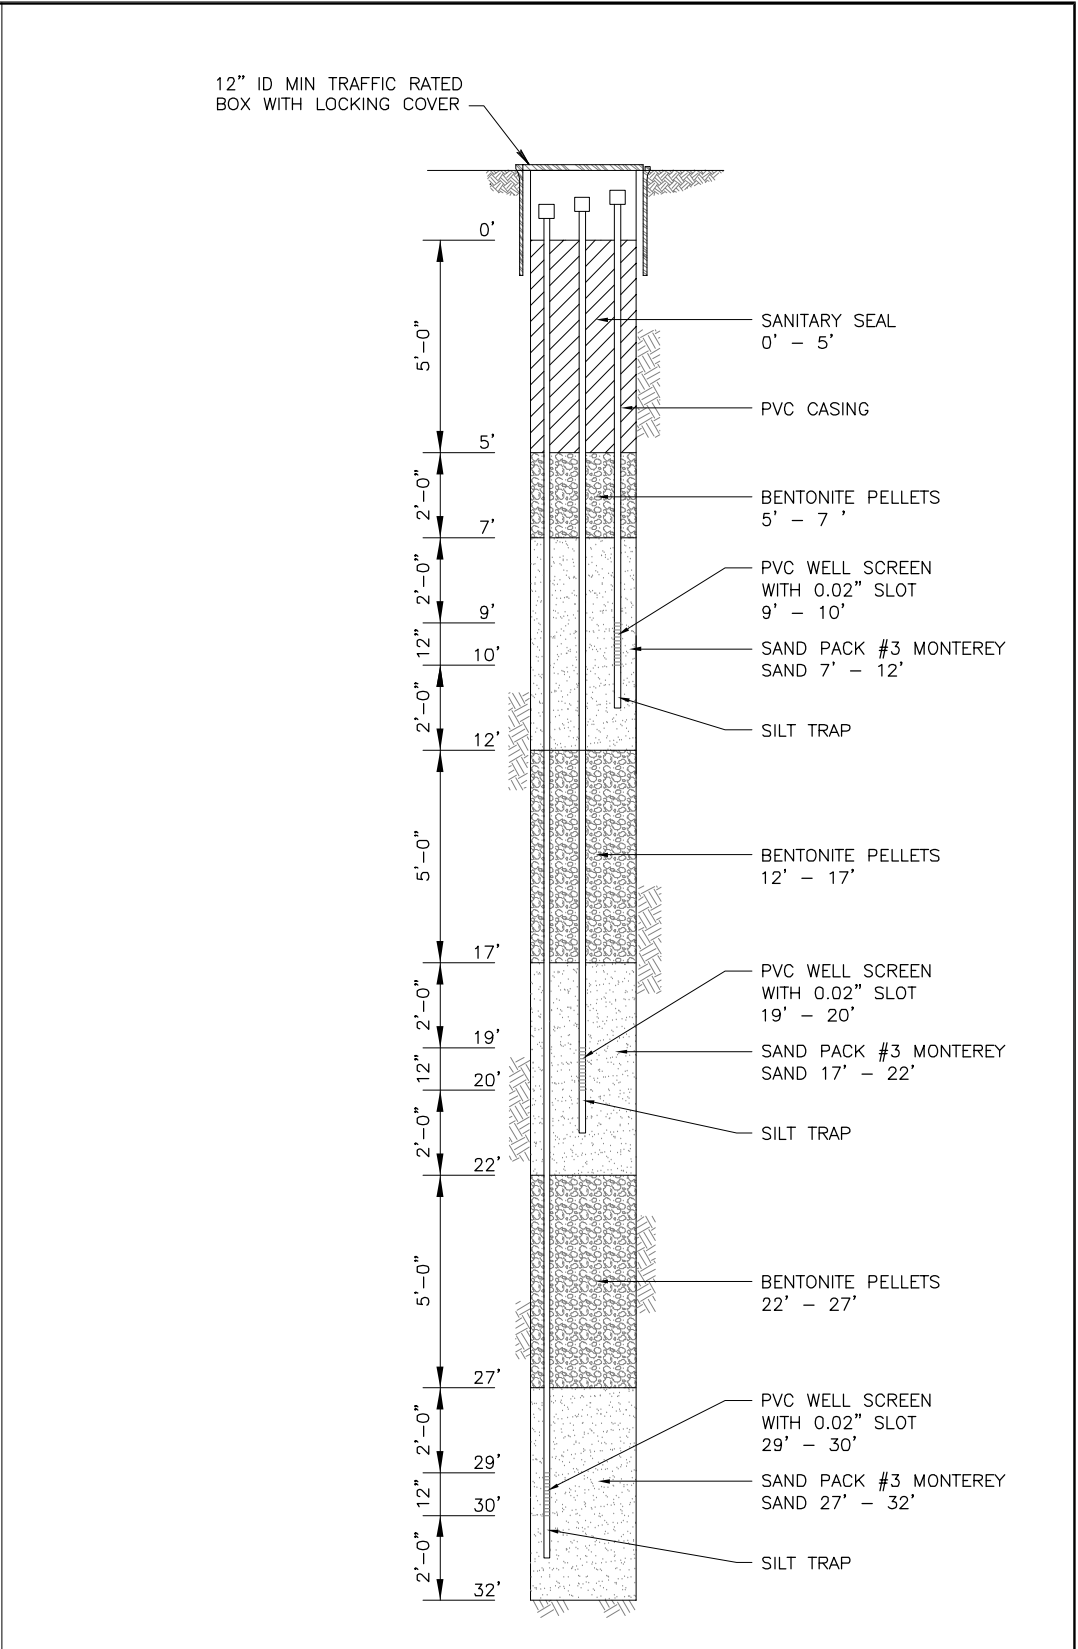 12” ID MIN TRAFFIC RATED
BOX WITH LOCKING COVER
0'
5'-0”
SANITARY SEAL
0' - 5'
PVC CASING
5'
2'-0”
BENTONITE PELLETS
5' - 7 '
7'
2'-0”
PVC WELL SCREEN
WITH 0.02” SLOT
9' - 10'
9'
12”
10'
SAND PACK #3 MONTEREY
SAND 7' - 12'
2'-0”
SILT TRAP
12'
5'-0”
BENTONITE PELLETS
12' - 17'
17'
2'-0”
PVC WELL SCREEN
WITH 0.02” SLOT
19' - 20'
19'
12”
20'
SAND PACK #3 MONTEREY
SAND 17' - 22'
2'-0”
SILT TRAP
22'
5'-0”
BENTONITE PELLETS
22' - 27'
27'
2'-0”
PVC WELL SCREEN
WITH 0.02” SLOT
29' - 30'
29'
12”
30'
SAND PACK #3 MONTEREY
SAND 27' - 32'
2'-0”
SILT TRAP
32'